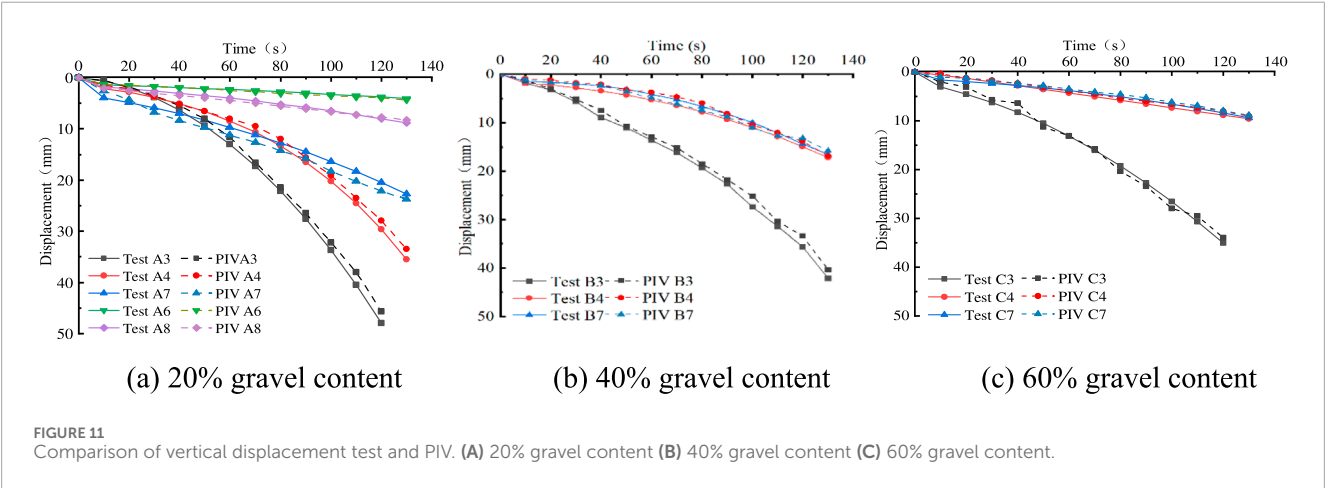 Time（s）
0 20 40 60 80 100 120 140
0
10
20
30
40
50
Displacement（mm）
Test A3 PIVA3
Test A4 PIV A4
Test A7 PIV A7
Test A6 PIV A6
Test A8 PIV A8
(a) 20% gravel content
Time (s)
0 20 40 60 80 100 120 140
0
10
20
30
40
50
Displacement（mm）
Test B3 PIV B3
Test B4 PIV B4
Test B7 PIV B7
(b) 40% gravel content
Time（s）
0 20 40 60 80 100 120 140
0
10
20
30
40
50
Displacement（mm）
Test C3 PIV C3
Test C4 PIV C4
Test C7 PIV C7
(c) 60% gravel content
FIGURE 11
Comparison of vertical displacement test and PIV. (A) 20% gravel content (B) 40% gravel content (C) 60% gravel content.